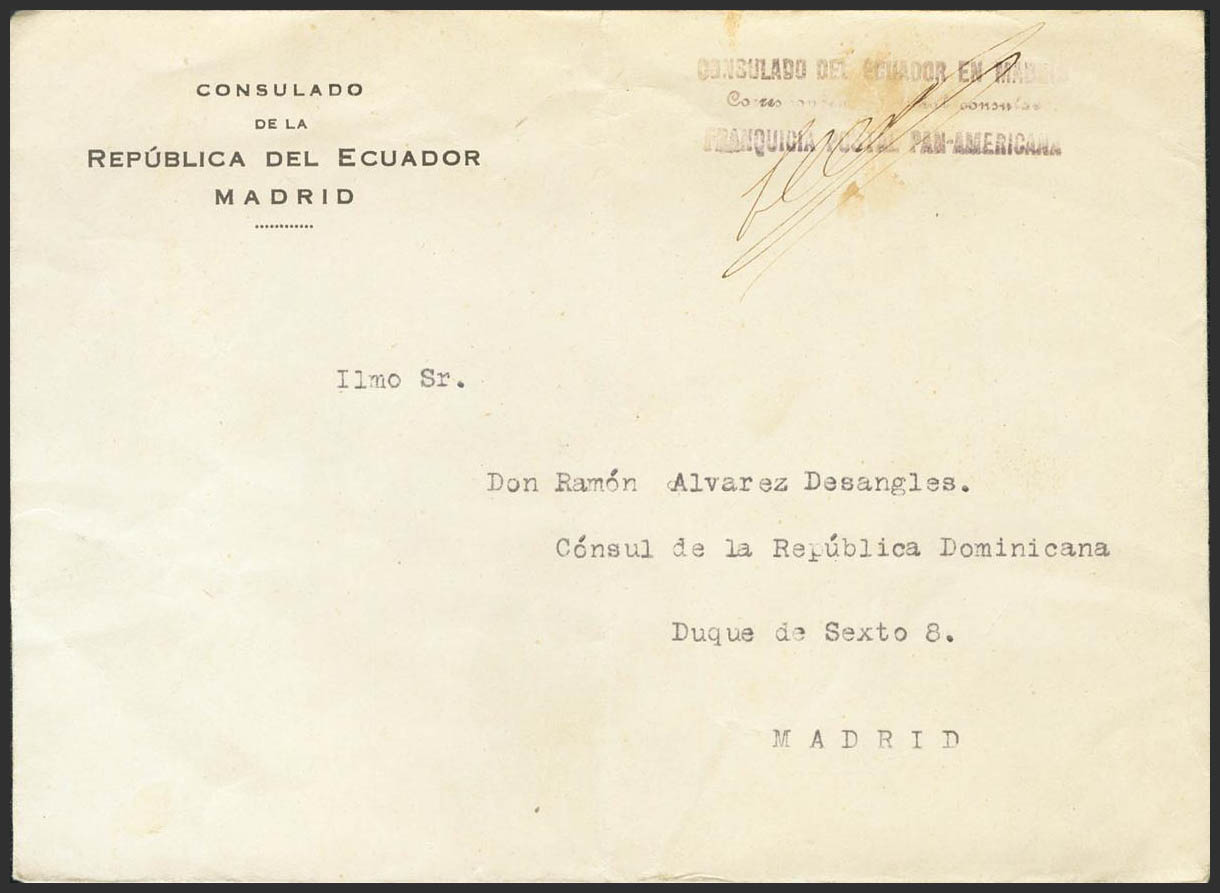 CONSULADO
DE LA
REPÚBLICA DEL ECUADOR
MADRID
CONSULADO DEL ECUADOR EN MADRID
consular
FRANQUICIA POSTAL PAN-AMERICANA
Ilmo Sr.
Don Ramón Alvarez Desangles.
Cónsul de la República Dominicana
Duque de Sexto 8.
MADRID